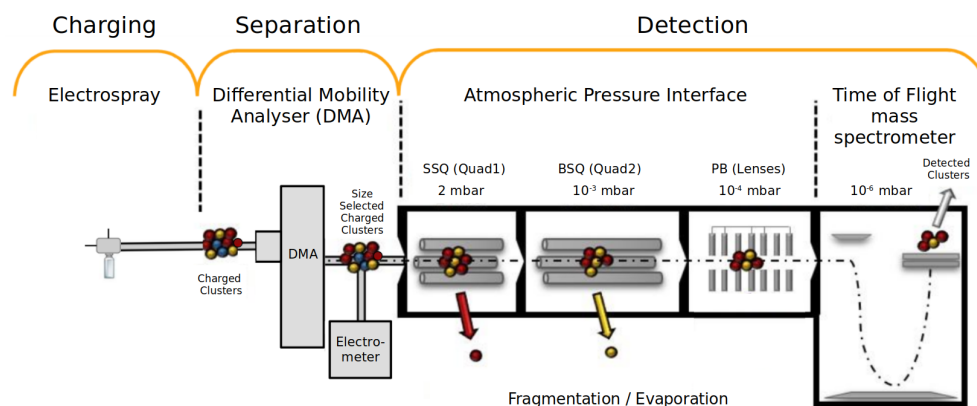 Charging
Separation
Detection
Electrospray
Differential Mobility
Analyser (DMA)
Atmospheric Pressure Interface
Time of Flight
mass
spectrometer
SSQ (Quad1)
2 mbar
BSQ (Quad2)
10⁻³ mbar
PB (Lenses)
10⁻⁴ mbar
10⁻⁶ mbar
Detected
Clusters
Size
Selected
Charged
Clusters
DMA
Charged
Clusters
Electro-
meter
Fragmentation / Evaporation